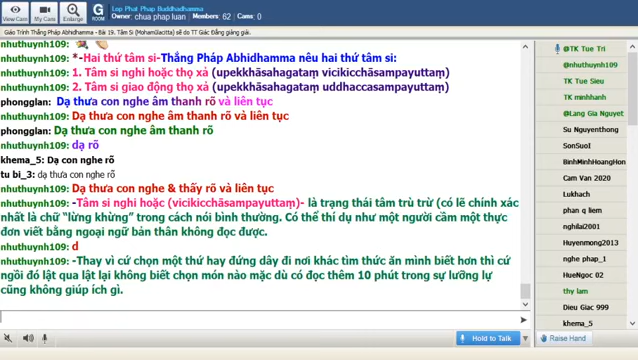 Lop Phat Phap Buddhadhamma
Owner: chua phap luan   Members: 62   Cams: 0
View Cam   My Cam   Enlarge   G ROOM
Giáo Trình Thắng Pháp Abhidhamma - Bài 19. Tâm Si (MohamGlacitta) sẽ do TT Giác Đẳng giảng giải.
nhuthuynh109:
*-Hai thứ tâm si-Thắng Pháp Abhidhamma nêu hai thứ tâm si:
1. Tâm si nghi hoặc thọ xả (upekkhāsahagataṃ vicikicchāsampayuttaṃ)
2. Tâm si giao động thọ xả (upekkhāsahagataṃ uddhaccasampayuttaṃ)
phongglan: Dạ thưa con nghe âm thanh rõ và liên tục
nhuthuynh109: Dạ thưa con nghe âm thanh rõ và liên tục
phongglan: Dạ thưa con nghe âm thanh rõ
nhuthuynh109: dạ rõ
khema_5: Dạ con nghe rõ
tu bi_3: dạ thưa con nghe rõ
nhuthuynh109: Dạ thưa con nghe & thấy rõ và liên tục
nhuthuynh109: -Tâm si nghi hoặc (vicikicchāsampayuttaṃ)- là trạng thái tâm trù trừ (có lẽ chính xác
nhất là chữ “lừng khừng” trong cách nói bình thường. Có thể thí dụ như một người cầm một thực
đơn viết bằng ngoại ngữ bản thân không đọc được.
nhuthuynh109: d
nhuthuynh109: -Thay vì cứ chọn một thứ hay đứng dậy đi nơi khác tìm thức ăn mình biết hơn thì cứ
ngồi đó lật qua lật lại không biết chọn món nào mặc dù có đọc thêm 10 phút trong sự lưỡng lự
cũng không giúp ích gì.
@TK Tue Tri
@nhuthuynh109
TK Tue Sieu
TK minhhanh
@Lang Gia Nguyet
Su Nguyenthong
SonSuoI
BinhMinhHoangHon
Cam Van 2020
Lukhach
phan q liem
nghilai2001
Huyenmong2013
nghe phap_1
HueNgoc 02
thy lam
Dieu Giac 999
khema_5
Hold to Talk
Raise Hand